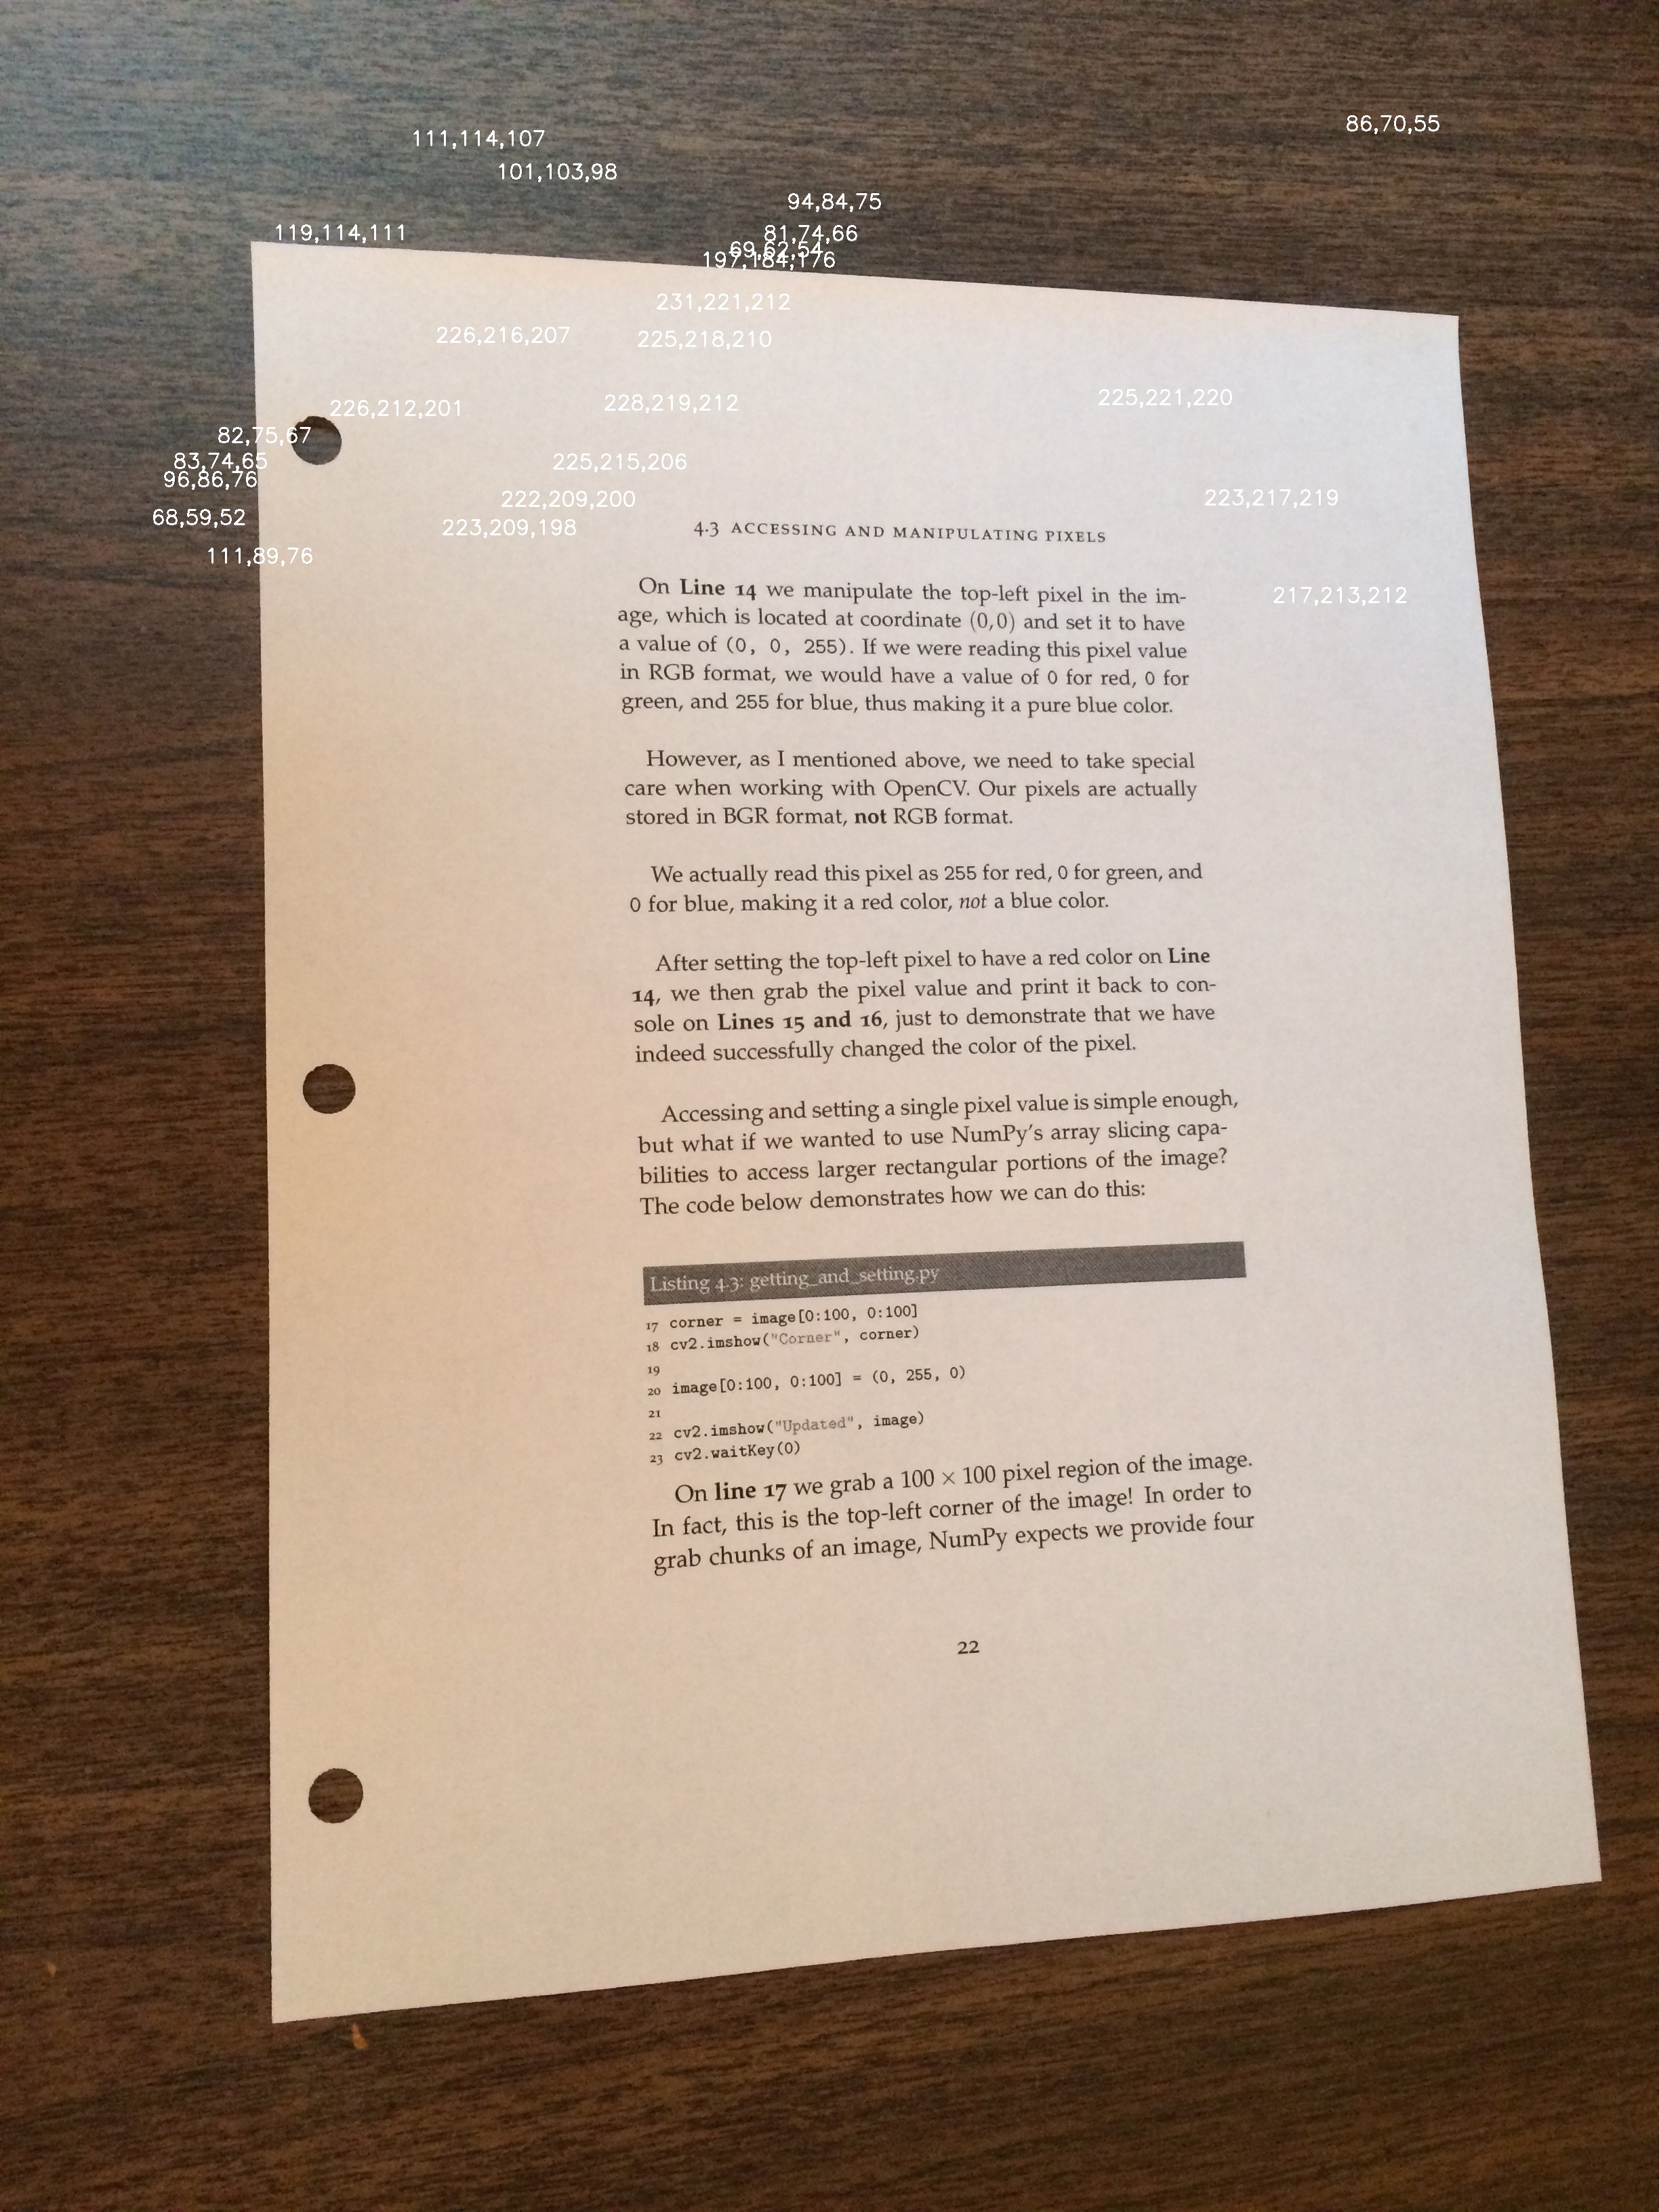 111,114,107
86,70,55
101,103,98
94,84,75
119,114,111
81,74,66
69,62,54
197,184,176
231,221,212
226,216,207
225,218,210
226,212,201
228,219,212
225,221,220
82,75,67
83,74,65
225,215,206
96,86,76
222,209,200
223,217,219
68,59,52
223,209,198
4.3 ACCESSING AND MANIPULATING PIXELS
111,89,76
217,213,212
On Line 14 we manipulate the top-left pixel in the im-
age, which is located at coordinate (0,0) and set it to have
a value of (0, 0, 255). If we were reading this pixel value
in RGB format, we would have a value of 0 for red, 0 for
green, and 255 for blue, thus making it a pure blue color.
However, as I mentioned above, we need to take special
care when working with OpenCV. Our pixels are actually
stored in BGR format, not RGB format.
We actually read this pixel as 255 for red, 0 for green, and
0 for blue, making it a red color, not a blue color.
After setting the top-left pixel to have a red color on Line
14, we then grab the pixel value and print it back to con-
sole on Lines 15 and 16, just to demonstrate that we have
indeed successfully changed the color of the pixel.
Accessing and setting a single pixel value is simple enough,
but what if we wanted to use NumPy's array slicing capa-
bilities to access larger rectangular portions of the image?
The code below demonstrates how we can do this:
Listing 4.3: getting_and_setting.py
17 corner = image[0:100, 0:100]
18 cv2.imshow("Corner", corner)
19
20 image[0:100, 0:100] = (0, 255, 0)
21
22 cv2.imshow("Updated", image)
23 cv2.waitKey(0)
On line 17 we grab a 100 × 100 pixel region of the image.
In fact, this is the top-left corner of the image! In order to
grab chunks of an image, NumPy expects we provide four
22